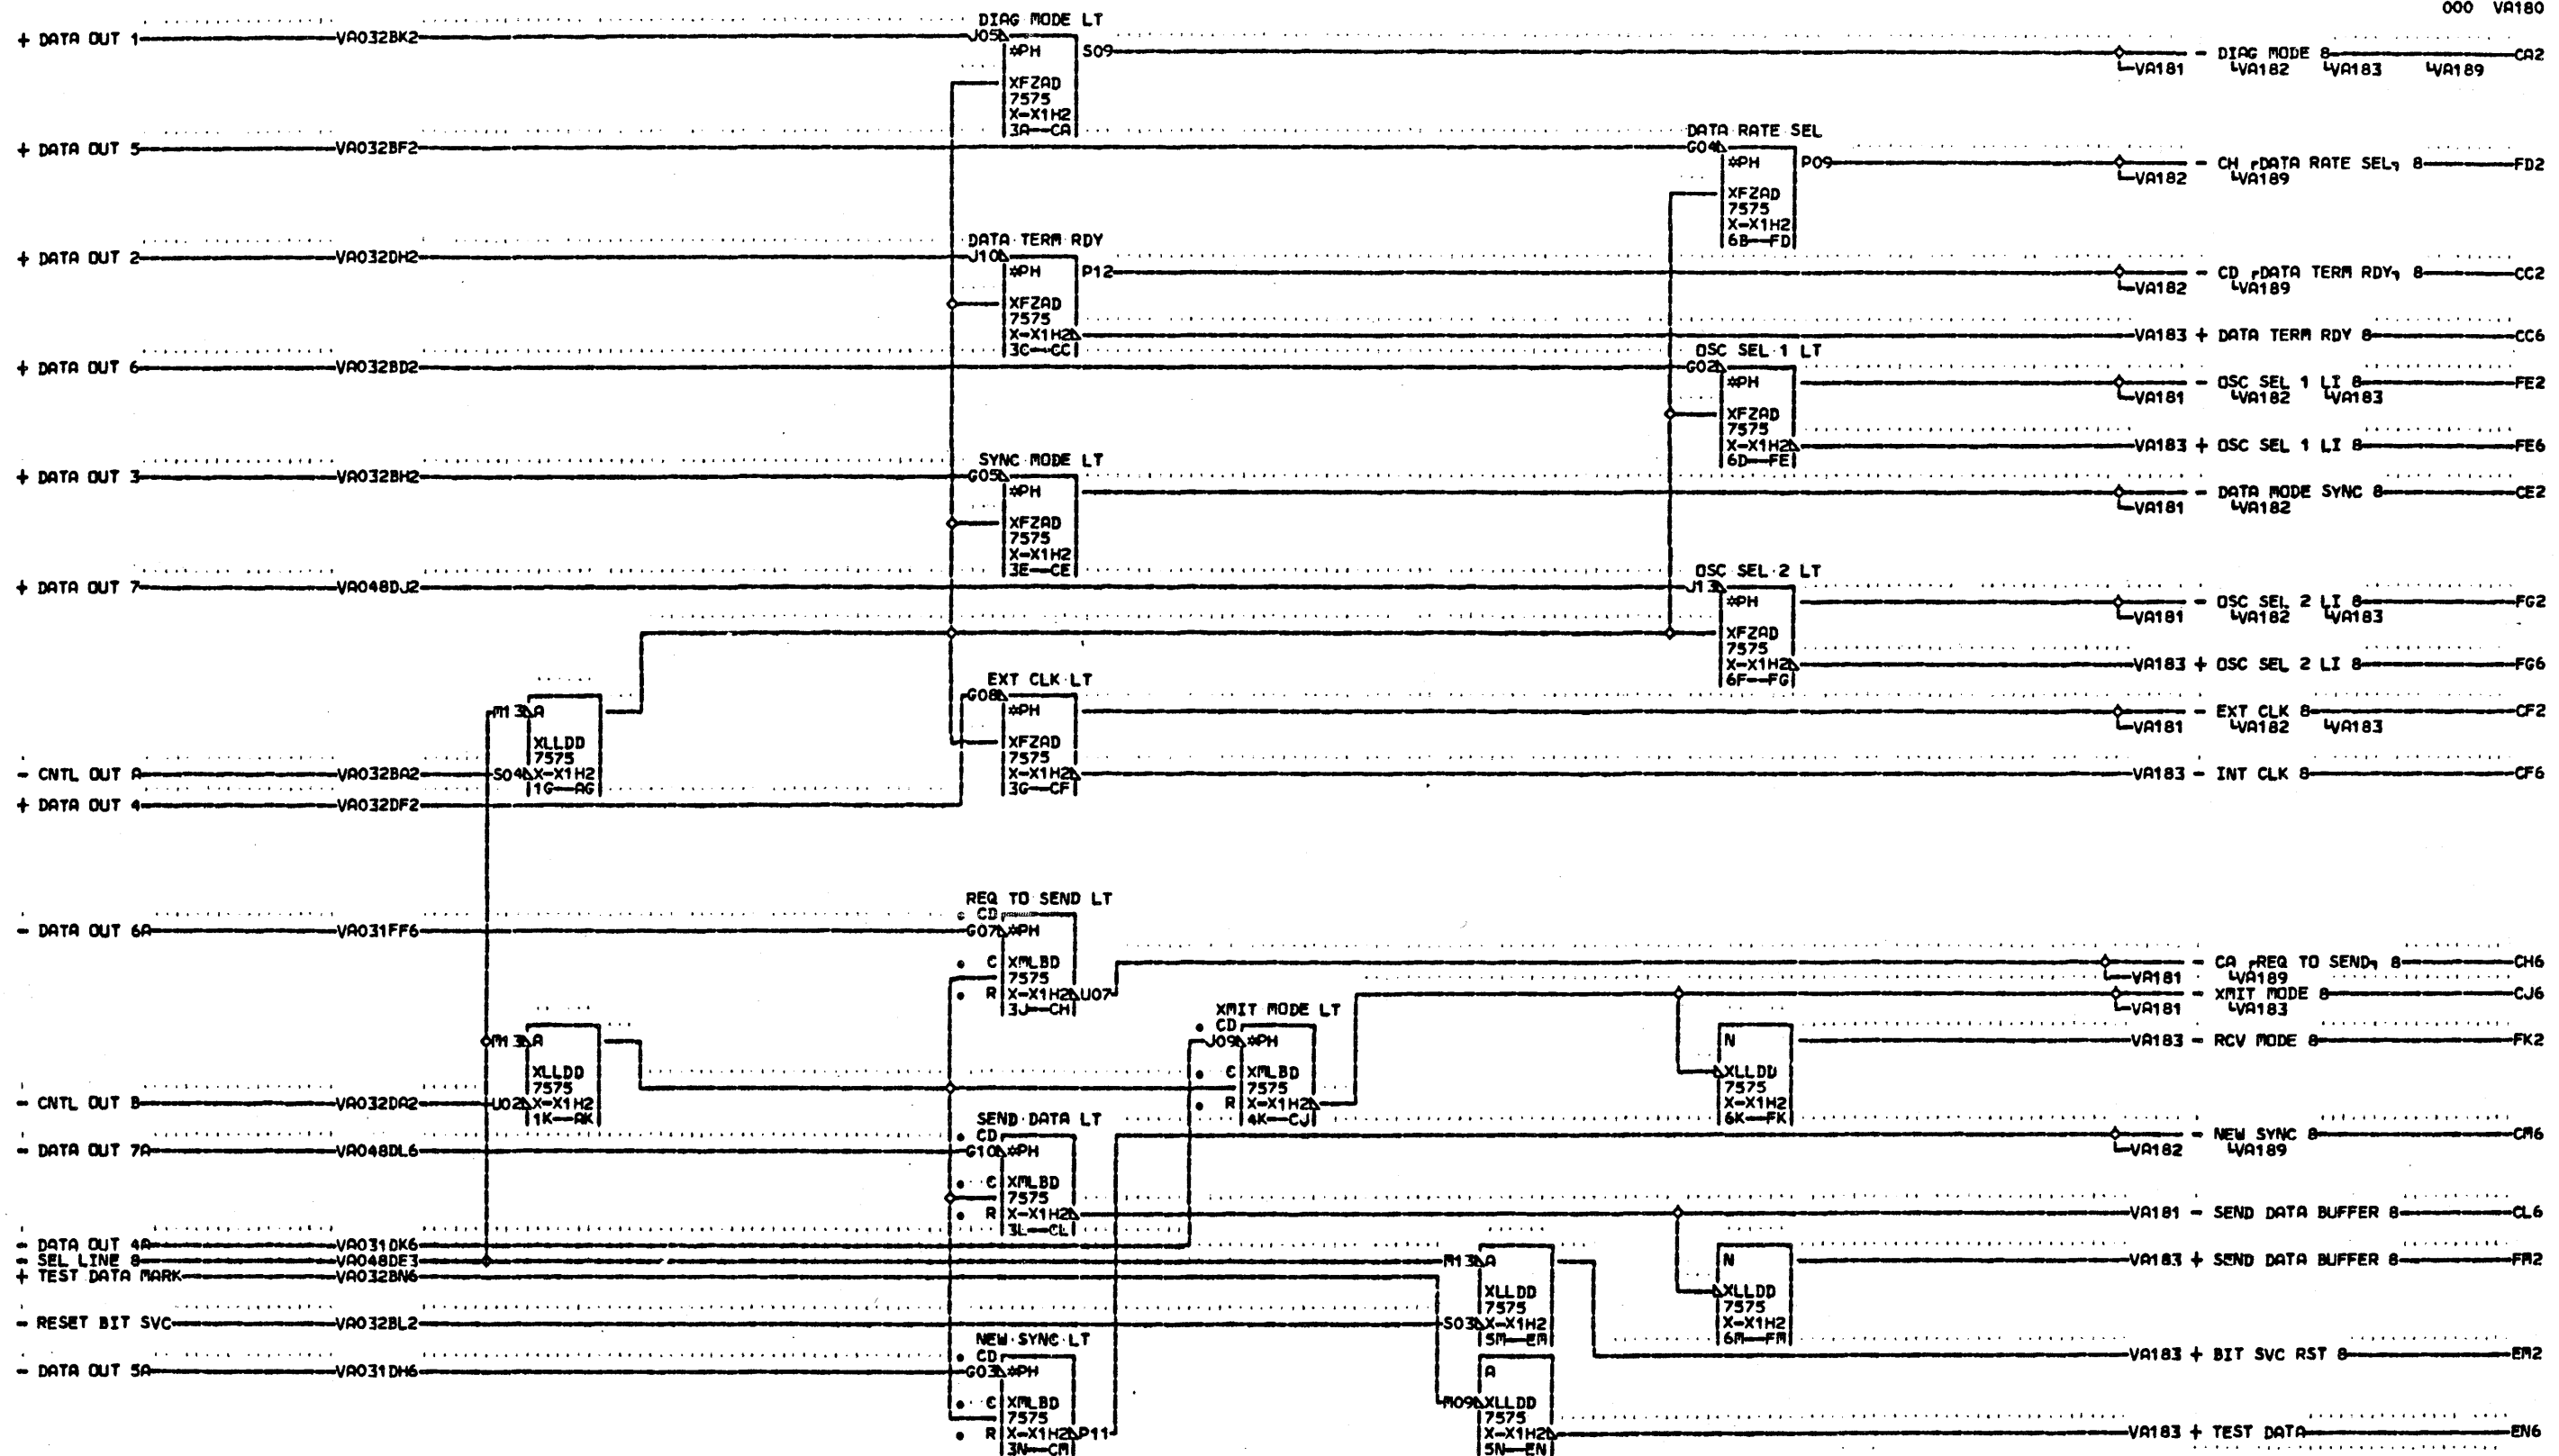 000 VA180
DIAG MODE LT
+ DATA OUT 1 VA032BK2 J05 *PH S09 - DIAG MODE 8 CA2
VA181 VA182 VA183 VA189
XFZAD
7575
X-X1H2
3A--CA
DATA RATE SEL
+ DATA OUT 5 VA032BF2 G04 *PH P09 - CH DATA RATE SEL 8 FD2
VA182 VA189
XFZAD
7575
X-X1H2
6B--FD
DATA TERM RDY
+ DATA OUT 2 VA032DH2 J10 *PH P12 - CD DATA TERM RDY 8 CC2
VA182 VA189
XFZAD
7575
X-X1H2 VA183 + DATA TERM RDY 8 CC6
3C--CC
OSC SEL 1 LT
+ DATA OUT 6 VA032BD2 G02 *PH - OSC SEL 1 LI 8 FE2
VA181 VA182 VA183
XFZAD
7575
X-X1H2 VA183 + OSC SEL 1 LI 8 FE6
6D--FE
SYNC MODE LT
+ DATA OUT 3 VA032BH2 G05 *PH - DATA MODE SYNC 8 CE2
VA181 VA182
XFZAD
7575
X-X1H2
3E--CE
OSC SEL 2 LT
+ DATA OUT 7 VA048DJ2 J13 *PH - OSC SEL 2 LI 8 FG2
VA181 VA182 VA183
XFZAD
7575
X-X1H2 VA183 + OSC SEL 2 LI 8 FG6
6F--FG
EXT CLK LT
G08 *PH - EXT CLK 8 CF2
VA181 VA182 VA183
M13 A
XLLDD XFZAD
7575 7575
- CNTL OUT A VA032BA2 S04 X-X1H2 X-X1H2 VA183 - INT CLK 8 CF6
1G--AG 3G--CF
+ DATA OUT 4 VA032DF2
REQ TO SEND LT
CD
- DATA OUT 6A VA031FF6 G07 *PH
C XMLBD - CA REQ TO SEND 8 CH6
7575 VA181 VA189
R X-X1H2 U07 - XMIT MODE 8 CJ6
3J--CH VA181 VA183
XMIT MODE LT
CD
M13 A J09 *PH N VA183 - RCV MODE 8 FK2
XLLDD C XMLBD XLLDD
7575 7575 7575
- CNTL OUT B VA032DA2 U02 X-X1H2 R X-X1H2 X-X1H2
1K--AK 4K--CJ 6K--FK
SEND DATA LT
CD - NEW SYNC 8 CM6
VA182 VA189
- DATA OUT 7A VA048DL6 G10 *PH
C XMLBD
7575
R X-X1H2 VA181 - SEND DATA BUFFER 8 CL6
3L--CL
- DATA OUT 4A VA031DK6
- SEL LINE 8 VA048DE3 M13 A N VA183 + SEND DATA BUFFER 8 FM2
+ TEST DATA MARK VA032BN6
XLLDD XLLDD
7575 7575
- RESET BIT SVC VA032BL2 S03 X-X1H2 X-X1H2
5M--EM 6M--FM
NEW SYNC LT
CD VA183 + BIT SVC RST 8 EM2
- DATA OUT 5A VA031DH6 G03 *PH A
C XMLBD M09 XLLDD
7575 7575
R X-X1H2 P11 X-X1H2 VA183 + TEST DATA EN6
3N--CM 5N--EN